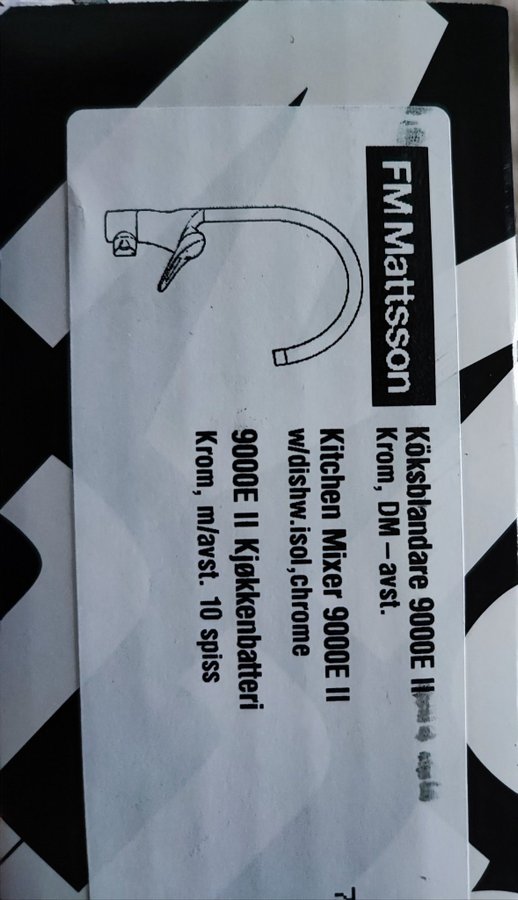 FM Mattsson
Köksblandare 9000E II
Krom, DM-avst.
Kitchen Mixer 9000E II
w/dishw.isol,chrome
9000E II Kjøkkenbatteri
Krom, m/avst. 10 spiss
7